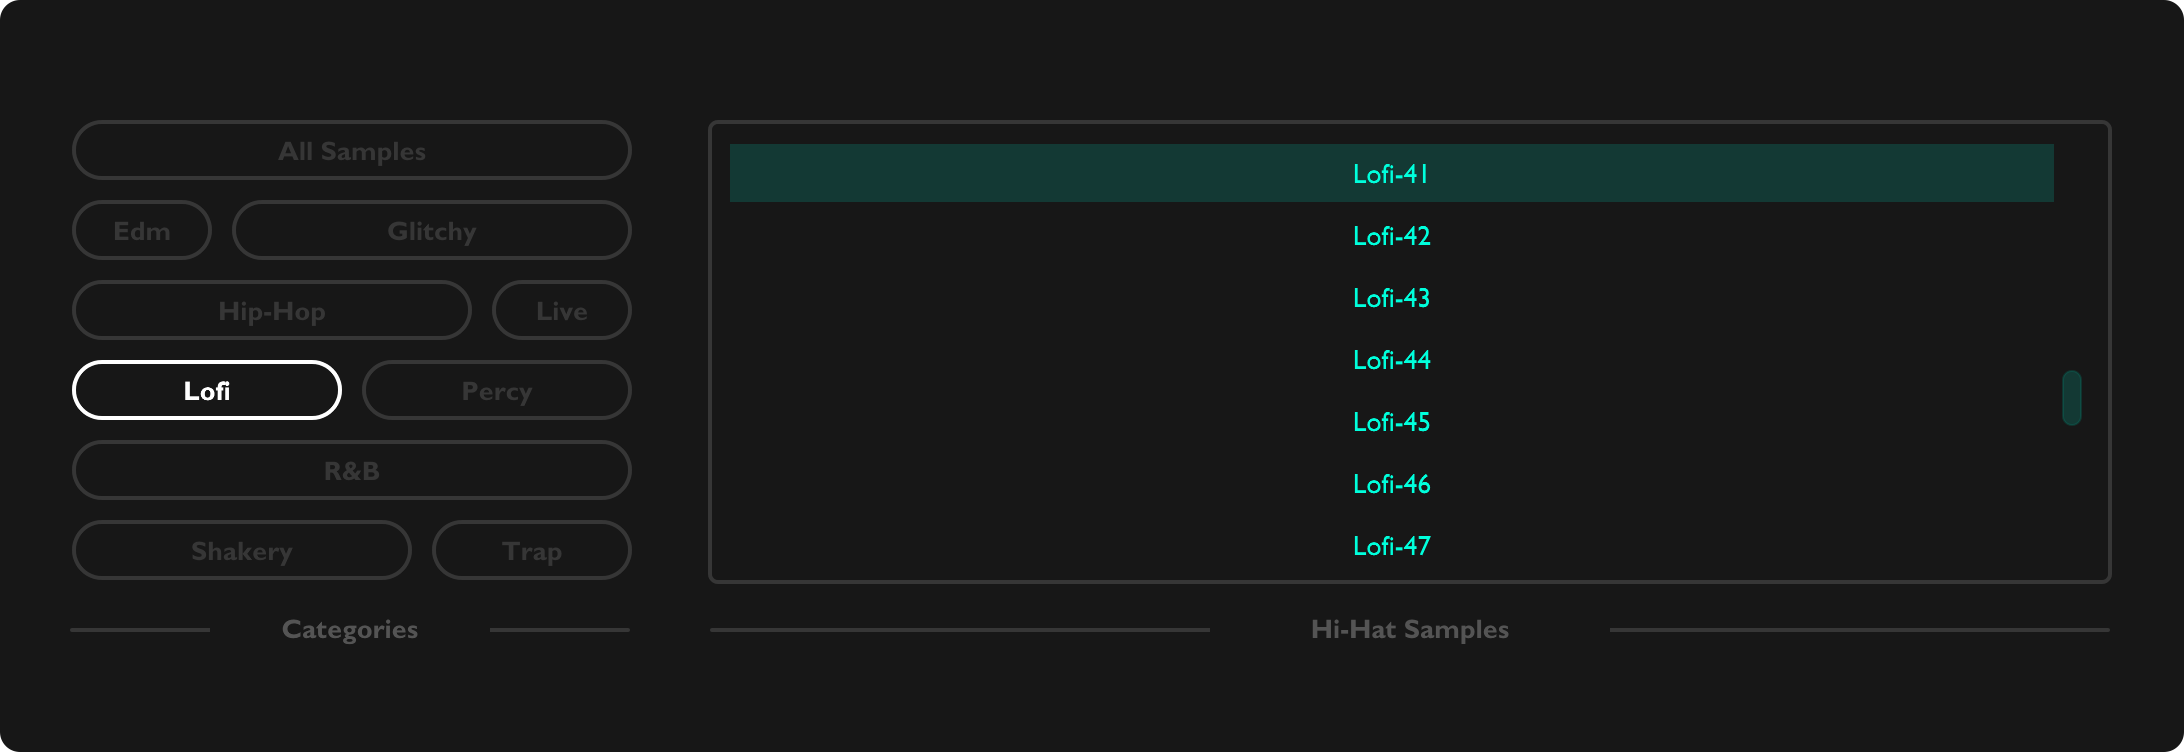 All Samples
Edm
Glitchy
Hip-Hop
Live
Lofi
Percy
R&B
Shakery
Trap
Categories
Lofi-41
Lofi-42
Lofi-43
Lofi-44
Lofi-45
Lofi-46
Lofi-47
Hi-Hat Samples